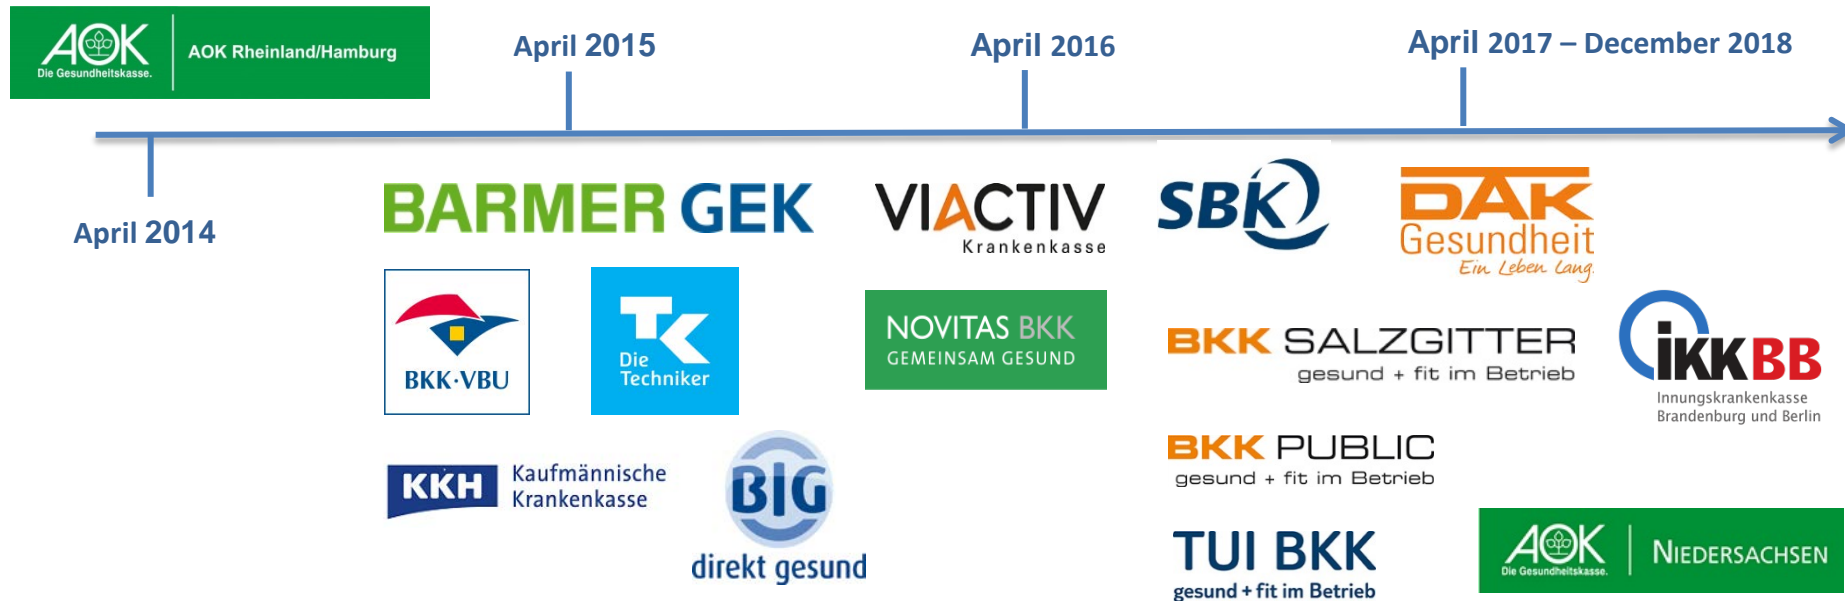 AOK
Die Gesundheitskasse.
AOK Rheinland/Hamburg
April 2015
April 2016
April 2017 – December 2018
April 2014
BARMER GEK
VIACTIV
Krankenkasse
SBK
DAK
Gesundheit
Ein Leben lang.
BKK·VBU
TK
Die
Techniker
NOVITAS BKK
GEMEINSAM GESUND
BKK SALZGITTER
gesund + fit im Betrieb
iKKBB
Innungskrankenkasse
Brandenburg und Berlin
KKH
Kaufmännische
Krankenkasse
BIG
direkt gesund
BKK PUBLIC
gesund + fit im Betrieb
TUI BKK
gesund + fit im Betrieb
AOK
Die Gesundheitskasse.
NIEDERSACHSEN